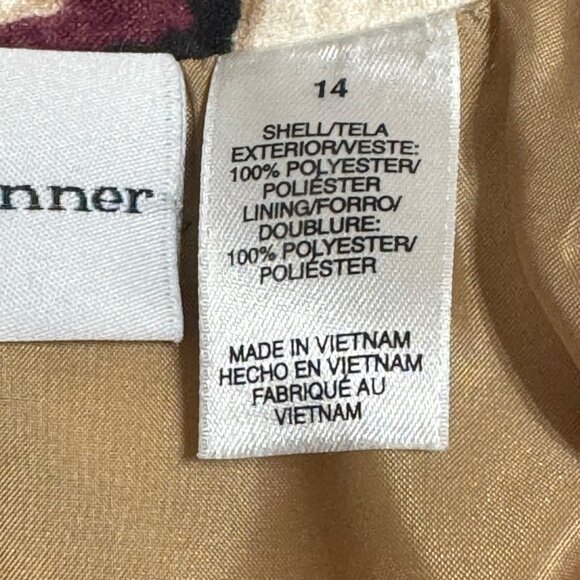 nner
14
SHELL/TELA
EXTERIOR/VESTE:
100% POLYESTER/
POLIÉSTER
LINING/FORRO/
DOUBLURE:
100% POLYESTER/
POLIÉSTER
MADE IN VIETNAM
HECHO EN VIETNAM
FABRIQUÉ AU
VIETNAM